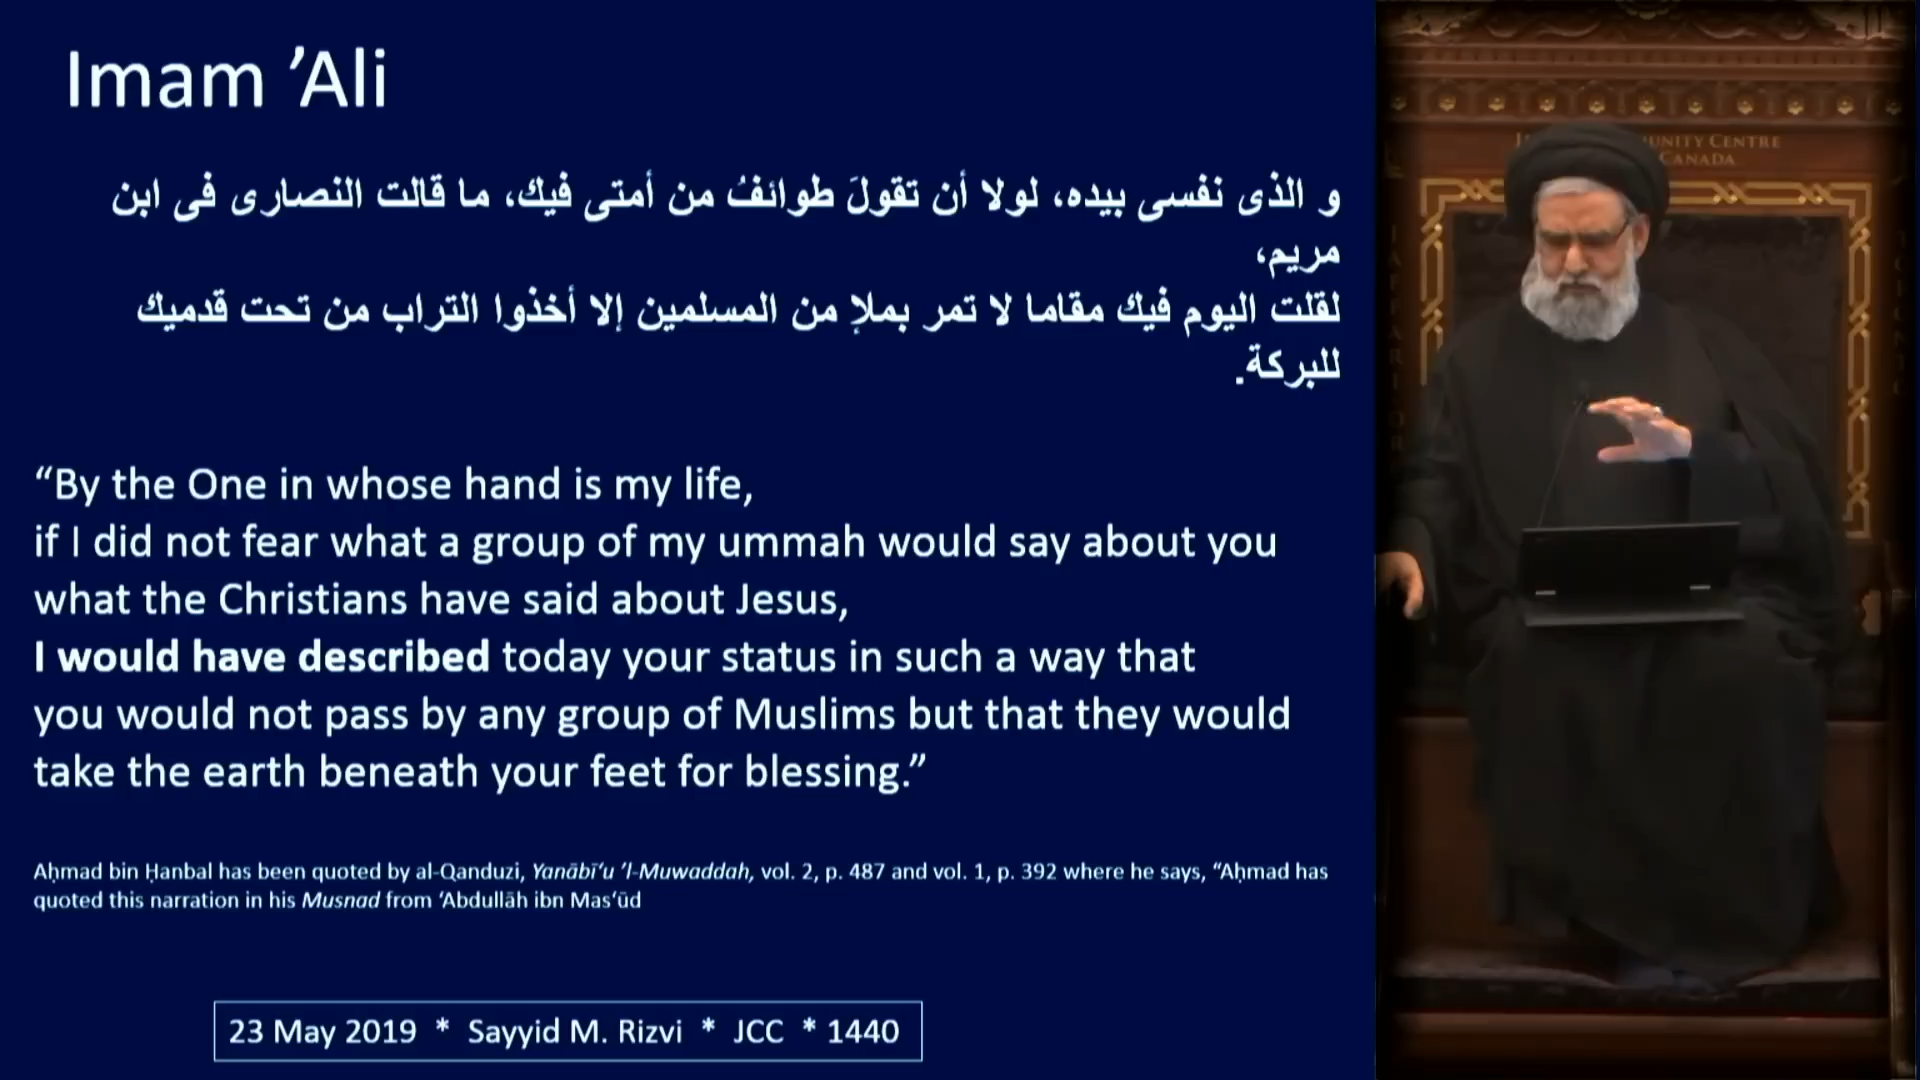 Imam ’Ali
و الذى نفسى بيده، لولا أن تقولَ طوائفُ من أمتى فيك، ما قالت النصارى فى ابن
مريم،
لقلت اليوم فيك مقاما لا تمر بملإ من المسلمين إلا أخذوا التراب من تحت قدميك
للبركة.
“By the One in whose hand is my life,
if I did not fear what a group of my ummah would say about you
what the Christians have said about Jesus,
I would have described today your status in such a way that
you would not pass by any group of Muslims but that they would
take the earth beneath your feet for blessing.”
Aḥmad bin Ḥanbal has been quoted by al-Qanduzi, Yanābī‘u ’l-Muwaddah, vol. 2, p. 487 and vol. 1, p. 392 where he says, “Aḥmad has
quoted this narration in his Musnad from ‘Abdullāh ibn Mas‘ūd
23 May 2019 * Sayyid M. Rizvi * JCC * 1440
CENTRE
CANADA